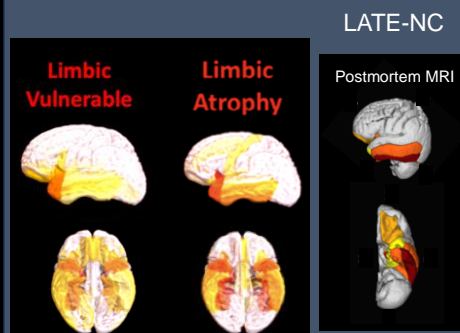 LATE-NC
Limbic
Vulnerable
Limbic
Atrophy
Postmortem MRI